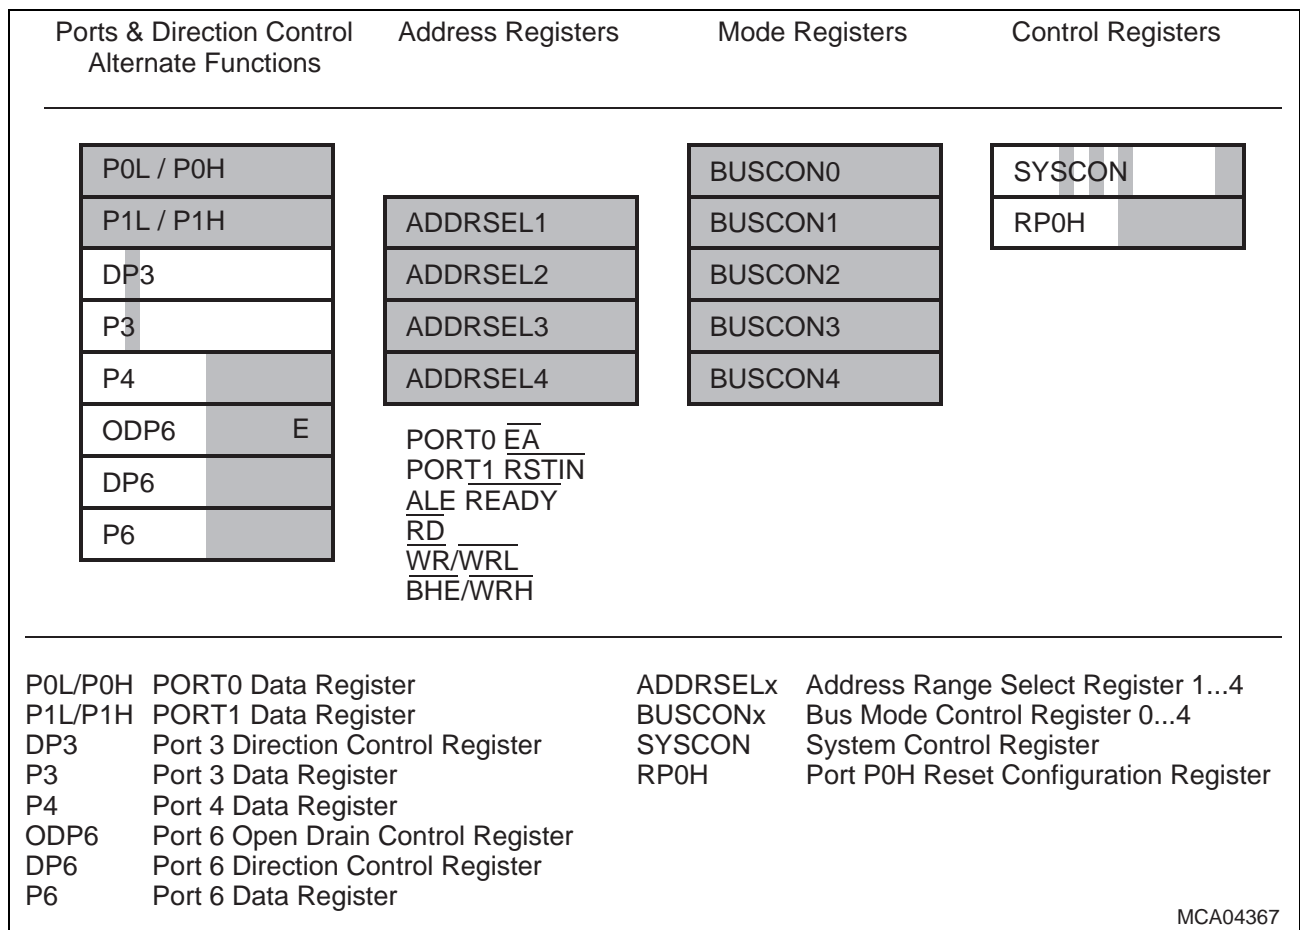 Ports & Direction Control
Alternate Functions
Address Registers
Mode Registers
Control Registers
P0L / P0H
P1L / P1H
DP3
P3
P4
ODP6 E
DP6
P6
ADDRSEL1
ADDRSEL2
ADDRSEL3
ADDRSEL4
PORT0 EA
PORT1 RSTIN
ALE READY
RD
WR/WRL
BHE/WRH
BUSCON0
BUSCON1
BUSCON2
BUSCON3
BUSCON4
SYSCON
RP0H
P0L/P0H PORT0 Data Register
P1L/P1H PORT1 Data Register
DP3 Port 3 Direction Control Register
P3 Port 3 Data Register
P4 Port 4 Data Register
ODP6 Port 6 Open Drain Control Register
DP6 Port 6 Direction Control Register
P6 Port 6 Data Register
ADDRSELx Address Range Select Register 1...4
BUSCONx Bus Mode Control Register 0...4
SYSCON System Control Register
RP0H Port P0H Reset Configuration Register
MCA04367